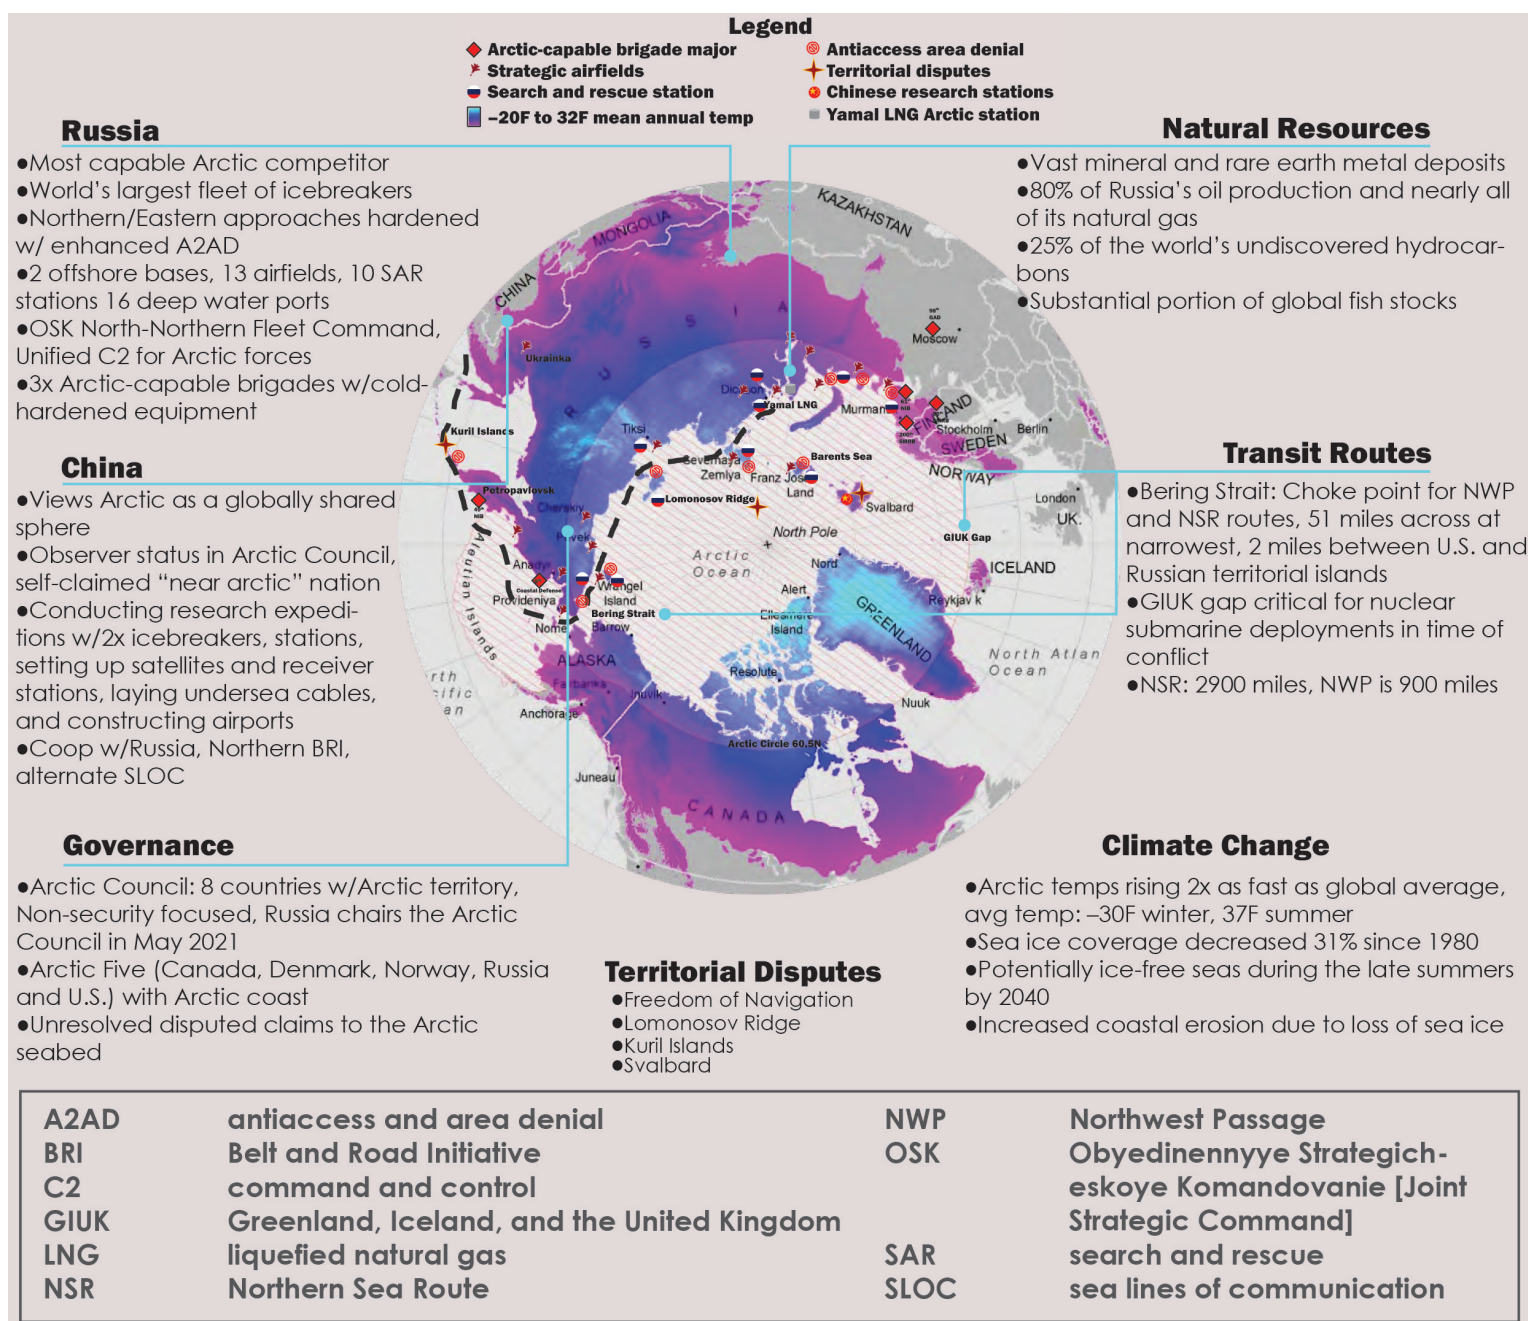 Legend
Arctic-capable brigade major
Strategic airfields
Search and rescue station
–20F to 32F mean annual temp
Antiaccess area denial
Territorial disputes
Chinese research stations
Yamal LNG Arctic station
Russia
●Most capable Arctic competitor
●World's largest fleet of icebreakers
●Northern/Eastern approaches hardened
w/ enhanced A2AD
●2 offshore bases, 13 airfields, 10 SAR
stations 16 deep water ports
●OSK North-Northern Fleet Command,
Unified C2 for Arctic forces
●3x Arctic-capable brigades w/cold-
hardened equipment
China
●Views Arctic as a globally shared
sphere
●Observer status in Arctic Council,
self-claimed “near arctic” nation
●Conducting research expedi-
tions w/2x icebreakers, stations,
setting up satellites and receiver
stations, laying undersea cables,
and constructing airports
●Coop w/Russia, Northern BRI,
alternate SLOC
Governance
●Arctic Council: 8 countries w/Arctic territory,
Non-security focused, Russia chairs the Arctic
Council in May 2021
●Arctic Five (Canada, Denmark, Norway, Russia
and U.S.) with Arctic coast
●Unresolved disputed claims to the Arctic
seabed
Natural Resources
●Vast mineral and rare earth metal deposits
●80% of Russia's oil production and nearly all
of its natural gas
●25% of the world's undiscovered hydrocar-
bons
●Substantial portion of global fish stocks
Transit Routes
●Bering Strait: Choke point for NWP
and NSR routes, 51 miles across at
narrowest, 2 miles between U.S. and
Russian territorial islands
●GIUK gap critical for nuclear
submarine deployments in time of
conflict
●NSR: 2900 miles, NWP is 900 miles
Climate Change
●Arctic temps rising 2x as fast as global average,
avg temp: –30F winter, 37F summer
●Sea ice coverage decreased 31% since 1980
●Potentially ice-free seas during the late summers
by 2040
●Increased coastal erosion due to loss of sea ice
Territorial Disputes
●Freedom of Navigation
●Lomonosov Ridge
●Kuril Islands
●Svalbard
KAZAKHSTAN
MONGOLIA
CHINA
RUSSIA
Moscow
Ukrainka
Yamal LNG
FINLAND
Stockholm
Berlin
SWEDEN
NORWAY
Tiksi
Kuril Islands
Severnaya
Zemlya
Barents Sea
Land
London
UK.
Petropavlovsk
Cherskiy
Lomonosov Ridge
Svalbard
North Pole
GIUK Gap
Arctic
Ocean
Nord
ICELAND
Reykjav k
Coastal Defense
Provideniya
Wrangel
Island
Alert
Ellesmere
Island
GREENLAND
Aleutian Islands
Bering Strait
Nome
Barrow
ALASKA
Fairbanks
Inuvik
Resolute
North Atlan
Ocean
Nuuk
rth
cific
an
Anchorage
Arctic Circle 60.5N
Juneau
CANADA
A2AD antiaccess and area denial
BRI Belt and Road Initiative
C2 command and control
GIUK Greenland, Iceland, and the United Kingdom
LNG liquefied natural gas
NSR Northern Sea Route
NWP Northwest Passage
OSK Obyedinennyye Strategich-
eskoye Komandovanie [Joint
Strategic Command]
SAR search and rescue
SLOC sea lines of communication